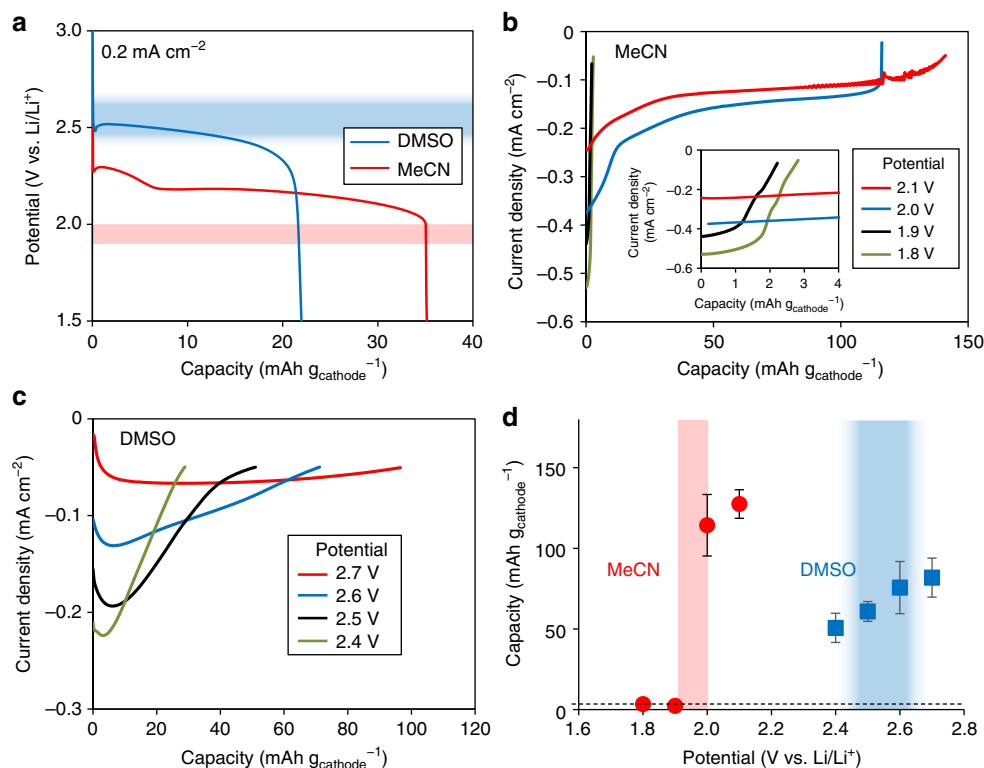 a
0.2 mA cm⁻²
3.0
2.5
2.0
1.5
Potential (V vs. Li/Li⁺)
DMSO
MeCN
0
10
20
30
40
Capacity (mAh g_cathode⁻¹)
b
MeCN
0
−0.1
−0.2
−0.3
−0.4
−0.5
−0.6
Current density (mA cm⁻²)
0
−0.2
−0.4
−0.6
Current density
(mA cm⁻²)
0
1
2
3
4
Capacity (mAh g_cathode⁻¹)
Potential
2.1 V
2.0 V
1.9 V
1.8 V
0
50
100
150
Capacity (mAh g_cathode⁻¹)
c
DMSO
0
−0.1
−0.2
−0.3
Current density (mA cm⁻²)
Potential
2.7 V
2.6 V
2.5 V
2.4 V
0
20
40
60
80
100
120
Capacity (mAh g_cathode⁻¹)
d
150
100
50
0
Capacity (mAh g_cathode⁻¹)
MeCN
DMSO
1.6
1.8
2.0
2.2
2.4
2.6
2.8
Potential (V vs. Li/Li⁺)